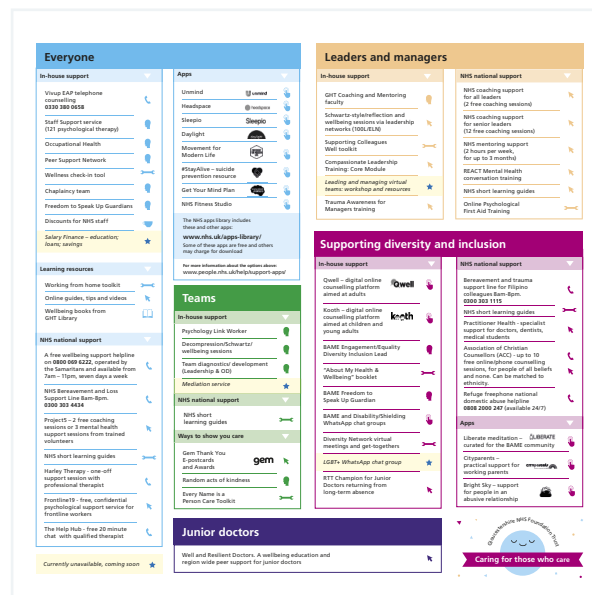 Everyone
In-house support
Vivup EAP telephone
counselling
0330 380 0658
Staff Support service
(121 psychological therapy)
Occupational Health
Peer Support Network
Wellness check-in tool
Chaplaincy team
Freedom to Speak Up Guardians
Discounts for NHS staff
Salary Finance – education;
loans; savings
Learning resources
Working from home toolkit
Online guides, tips and videos
Wellbeing books from
GHT Library
NHS national support
A free wellbeing support helpline
on 0800 069 6222, operated by
the Samaritans and available from
7am – 11pm, seven days a week
NHS Bereavement and Loss
Support Line 8am-8pm.
0300 303 4434
Project5 – 2 free coaching
sessions or 3 mental health
support sessions from trained
volunteers
NHS short learning guides
Harley Therapy - one-off
support session with
professional therapist
Frontline19 - free, confidential
psychological support service for
frontline workers
The Help Hub - free 20 minute
chat with qualified therapist
Currently unavailable, coming soon
Apps
Unmind
unmind
Headspace
headspace
Sleepio
Sleepio
Daylight
Movement for
Modern Life
#StayAlive – suicide
prevention resource
Get Your Mind Plan
NHS Fitness Studio
The NHS apps library includes
these and other apps:
www.nhs.uk/apps-library/
Some of these apps are free and others
may charge for download
For more information about the options above:
www.people.nhs.uk/help/support-apps/
Teams
In-house support
Psychology Link Worker
Decompression/Schwartz/
wellbeing sessions
Team diagnostics/ development
(Leadership & OD)
Mediation service
NHS national support
NHS short
learning guides
Ways to show you care
Gem Thank You
E-postcards
and Awards
gem
Random acts of kindness
Every Name is a
Person Care Toolkit
Leaders and managers
In-house support
GHT Coaching and Mentoring
faculty
Schwartz-style/reflection and
wellbeing sessions via leadership
networks (100L/ELN)
Supporting Colleagues
Well toolkit
Compassionate Leadership
Training: Core Module
Leading and managing virtual
teams: workshop and resources
Trauma Awareness for
Managers training
NHS national support
NHS coaching support
for all leaders
(2 free coaching sessions)
NHS coaching support
for senior leaders
(12 free coaching sessions)
NHS mentoring support
(2 hours per week,
for up to 3 months)
REACT Mental Health
conversation training
NHS short learning guides
Online Psychological
First Aid Training
Supporting diversity and inclusion
In-house support
Qwell – digital online
counselling platform
aimed at adults
Qwell
Kooth – digital online
counselling platform
aimed at children and
young adults
kooth
BAME Engagement/Equality
Diversity Inclusion Lead
"About My Health &
Wellbeing" booklet
BAME Freedom to
Speak Up Guardian
BAME and Disability/Shielding
WhatsApp chat groups
Diversity Network virtual
meetings and get-togethers
LGBT+ WhatsApp chat group
RTT Champion for Junior
Doctors returning from
long-term absence
NHS national support
Bereavement and trauma
support line for Filipino
colleagues 8am-8pm.
0300 303 1115
NHS short learning guides
Practitioner Health - specialist
support for doctors, dentists,
medical students
Association of Christian
Counsellors (ACC) - up to 10
free online/phone counselling
sessions, for people of all beliefs
and none. Can be matched to
ethnicity.
Refuge freephone national
domestic abuse helpline
0808 2000 247 (available 24/7)
Apps
Liberate meditation –
curated for the BAME community
LIBERATE
Cityparents –
practical support for
working parents
Bright Sky – support
for people in an
abusive relationship
Junior doctors
Well and Resilient Doctors. A wellbeing education and
region wide peer support for junior doctors
Gloucestershire NHS Foundation Trust
Caring for those who care